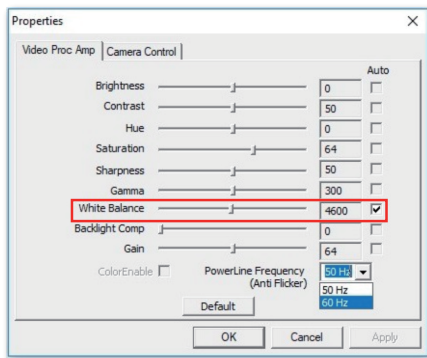 Properties
Video Proc Amp Camera Control
Auto
Brightness 0
Contrast 50
Hue 0
Saturation 64
Sharpness 50
Gamma 300
White Balance 4600
Backlight Comp 0
Gain 64
ColorEnable PowerLine Frequency 50 Hz
(Anti Flicker)
50 Hz
60 Hz
Default
OK Cancel Apply